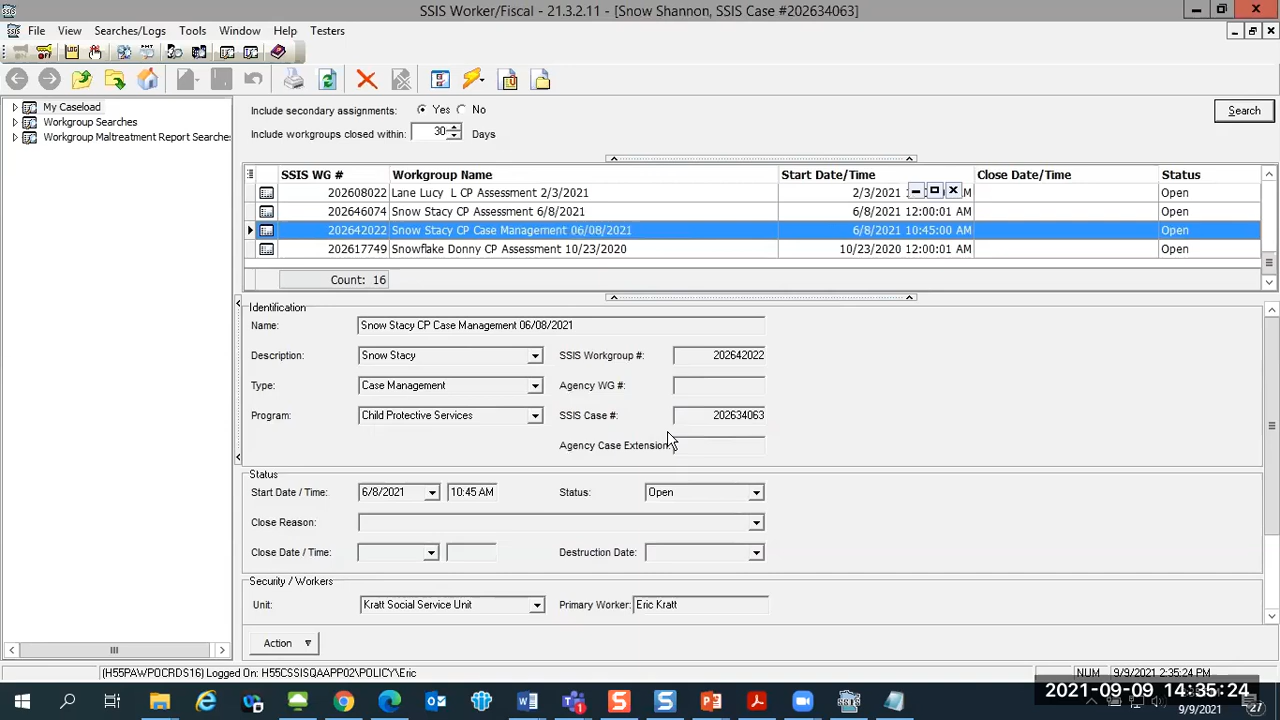 SSIS Worker/Fiscal - 21.3.2.11 - [Snow Shannon, SSIS Case #202634063]
File View Searches/Logs Tools Window Help Testers
My Caseload
Workgroup Searches
Workgroup Maltreatment Report Searches
Include secondary assignments: Yes No
Include workgroups closed within: 30 Days
Search
SSIS WG # Workgroup Name Start Date/Time Close Date/Time Status
202608022 Lane Lucy L CP Assessment 2/3/2021 2/3/2021 M Open
202646074 Snow Stacy CP Assessment 6/8/2021 6/8/2021 12:00:01 AM Open
202642022 Snow Stacy CP Case Management 06/08/2021 6/8/2021 10:45:00 AM Open
202617749 Snowflake Donny CP Assessment 10/23/2020 10/23/2020 12:00:01 AM Open
Count: 16
Identification
Name: Snow Stacy CP Case Management 06/08/2021
Description: Snow Stacy SSIS Workgroup #: 202642022
Type: Case Management Agency WG #:
Program: Child Protective Services SSIS Case #: 202634063
Agency Case Extension
Status
Start Date / Time: 6/8/2021 10:45 AM Status: Open
Close Reason:
Close Date / Time: Destruction Date:
Security / Workers
Unit: Kratt Social Service Unit Primary Worker: Eric Kratt
Action
(H55PAWP0CRDS16) Logged On: H55CSSISQAAPP02\POLICY\Eric NUM 9/9/2021 2:35:24 PM
2021-09-09 14:35:24
9/9/2021 27